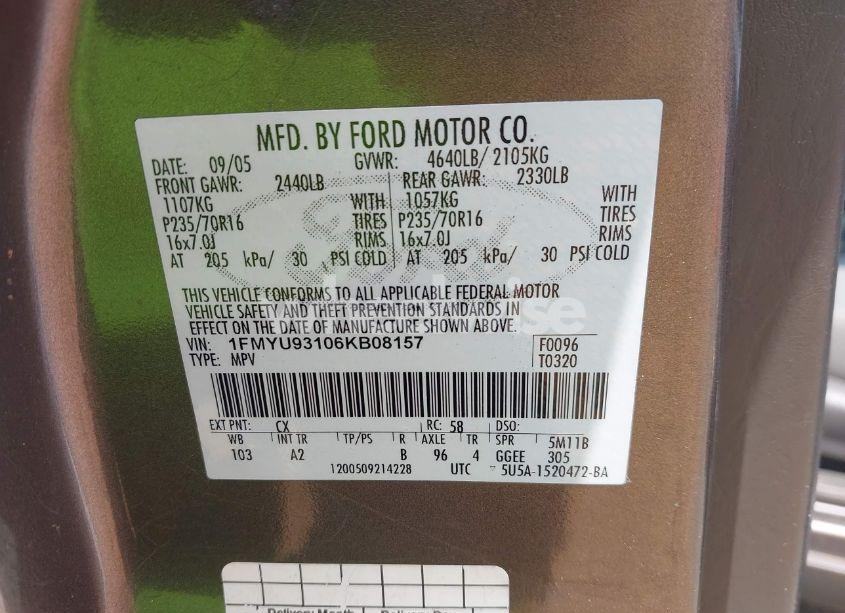 MFD. BY FORD MOTOR CO.
DATE: 09/05 GVWR: 4640LB/ 2105KG
FRONT GAWR: 2440LB REAR GAWR: 2330LB
1107KG WITH 1057KG WITH
P235/70R16 TIRES P235/70R16 TIRES
16x7.0J RIMS 16x7.0J RIMS
AT 205 kPa/ 30 PSI COLD AT 205 kPa/ 30 PSI COLD
THIS VEHICLE CONFORMS TO ALL APPLICABLE FEDERAL MOTOR
VEHICLE SAFETY AND THEFT PREVENTION STANDARDS IN
EFFECT ON THE DATE OF MANUFACTURE SHOWN ABOVE.
VIN: 1FMYU93106KB08157 F0096
TYPE: MPV T0320
EXT PNT: CX RC: 58 DSO:
WB INT TR TP/PS R AXLE TR SPR 5M11B
103 A2 B 96 4 GGEE 305
1200509214228 UTC 5U5A-1520472-BA
Delivery Month